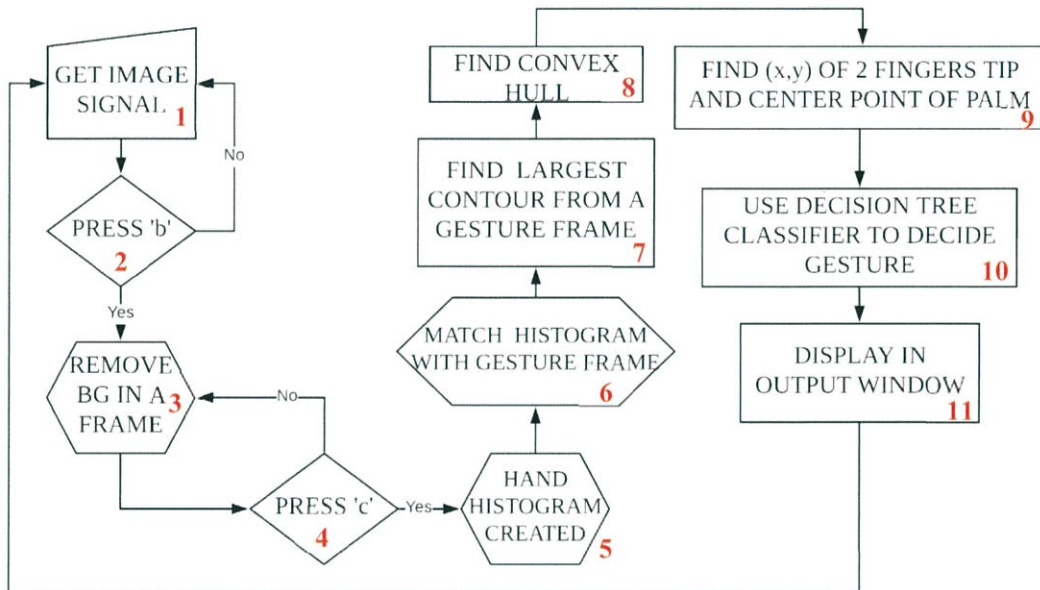 GET IMAGE
SIGNAL
1
No
PRESS 'b'
2
Yes
REMOVE
BG IN A
FRAME
3
No
PRESS 'c'
4
Yes
HAND
HISTOGRAM
CREATED
5
MATCH HISTOGRAM
WITH GESTURE FRAME
6
FIND LARGEST
CONTOUR FROM A
GESTURE FRAME
7
FIND CONVEX
HULL
8
FIND (x,y) OF 2 FINGERS TIP
AND CENTER POINT OF PALM
9
USE DECISION TREE
CLASSIFIER TO DECIDE
GESTURE
10
DISPLAY IN
OUTPUT WINDOW
11